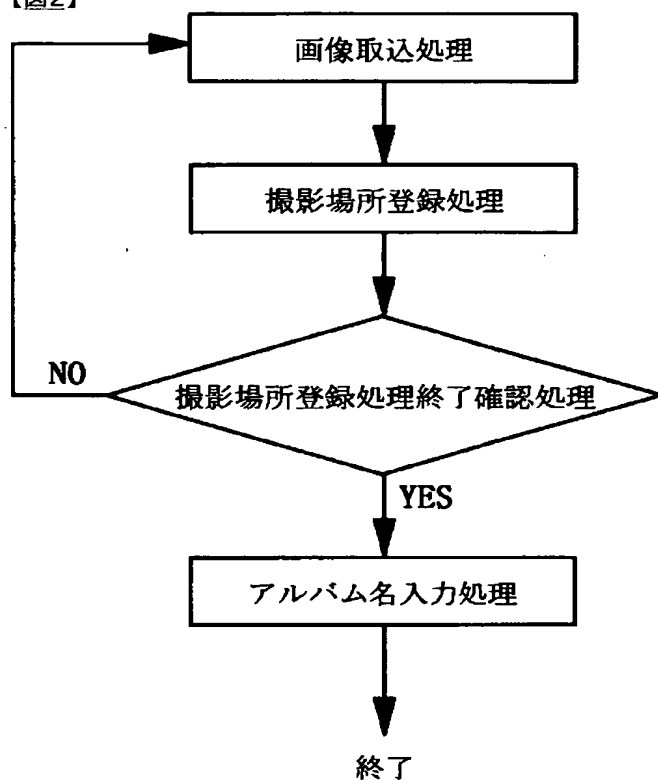 【図2】
画像取込処理
撮影場所登録処理
NO
撮影場所登録処理終了確認処理
YES
アルバム名入力処理
終了